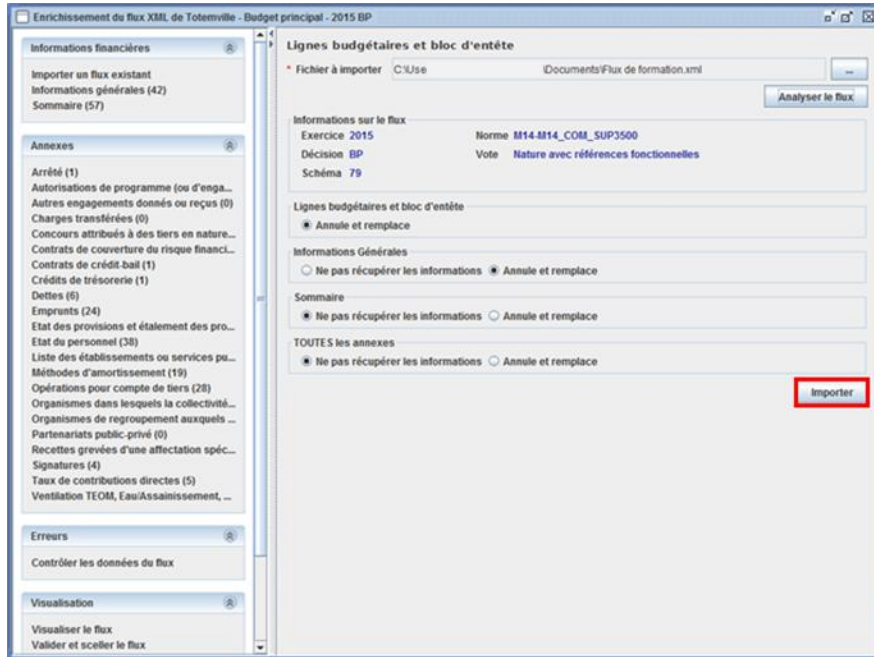 Enrichissement du flux XML de Totemville - Budget principal - 2015 BP
Informations financières
Importer un flux existant
Informations générales (42)
Sommaire (57)
Annexes
Arrêté (1)
Autorisations de programme (ou d'enga...
Autres engagements donnés ou reçus (0)
Charges transférées (0)
Concours attribués à des tiers en nature...
Contrats de couverture du risque financi...
Contrats de crédit-bail (1)
Crédits de trésorerie (1)
Dettes (6)
Emprunts (24)
Etat des provisions et étalement des pro...
Etat du personnel (38)
Liste des établissements ou services pu...
Méthodes d'amortissement (19)
Opérations pour compte de tiers (28)
Organismes dans lesquels la collectivité...
Organismes de regroupement auxquels ...
Partenariats public-privé (0)
Recettes grevées d'une affectation spéc...
Signatures (4)
Taux de contributions directes (5)
Ventilation TEOM, Eau/Assainissement, ...
Erreurs
Contrôler les données du flux
Visualisation
Visualiser le flux
Valider et sceller le flux
Lignes budgétaires et bloc d'entête
* Fichier à importer C:\Use \Documents\Flux de formation.xml ...
Analyser le flux
Informations sur le flux
Exercice 2015 Norme M14-M14_COM_SUP3500
Décision BP Vote Nature avec références fonctionnelles
Schéma 79
Lignes budgétaires et bloc d'entête
Annule et remplace
Informations Générales
Ne pas récupérer les informations Annule et remplace
Sommaire
Ne pas récupérer les informations Annule et remplace
TOUTES les annexes
Ne pas récupérer les informations Annule et remplace
Importer